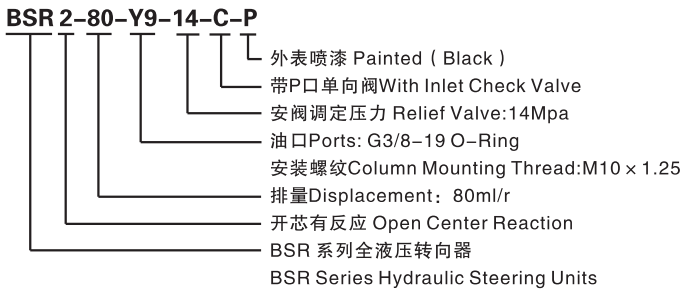 BSR2-80-Y9-14-C-P
外表喷漆 Painted（Black）
带P口单向阀With Inlet Check Valve
安阀调定压力 Relief Valve:14Mpa
油口Ports: G3/8-19 O-Ring
安装螺纹Column Mounting Thread:M10×1.25
排量Displacement：80ml/r
开芯有反应 Open Center Reaction
BSR 系列全液压转向器
BSR Series Hydraulic Steering Units